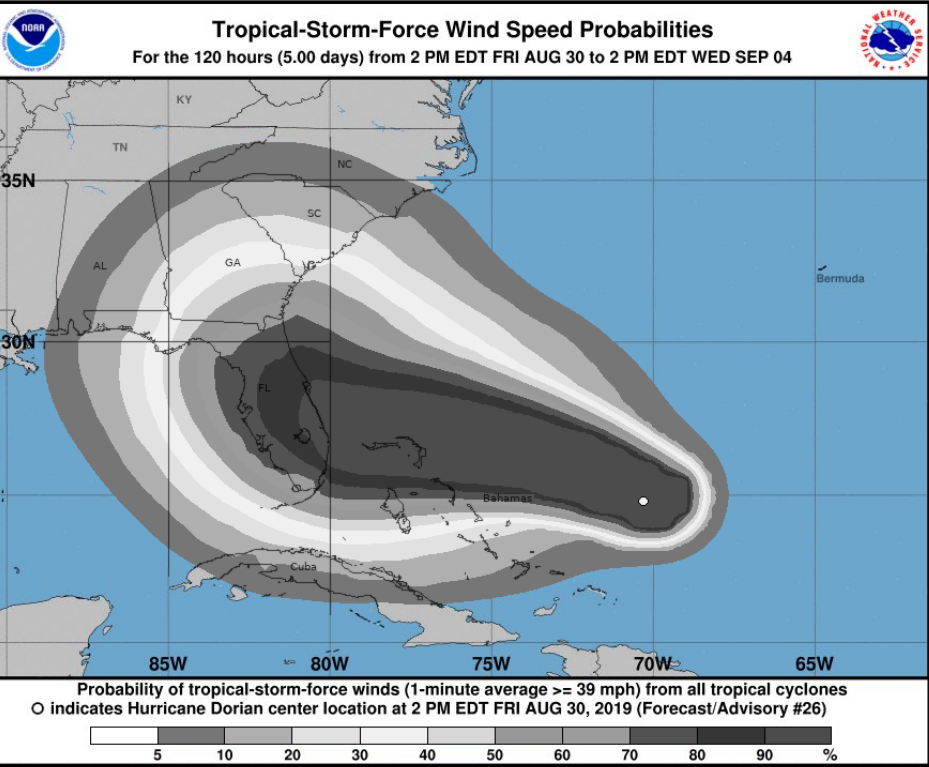 Tropical-Storm-Force Wind Speed Probabilities
For the 120 hours (5.00 days) from 2 PM EDT FRI AUG 30 to 2 PM EDT WED SEP 04
NOAA
NATIONAL WEATHER SERVICE
KY
TN
NC
35N
SC
AL
GA
Bermuda
30N
FL
Bahamas
Cuba
85W 80W 75W 70W 65W
Probability of tropical-storm-force winds (1-minute average >= 39 mph) from all tropical cyclones
indicates Hurricane Dorian center location at 2 PM EDT FRI AUG 30, 2019 (Forecast/Advisory #26)
5 10 20 30 40 50 60 70 80 90 %